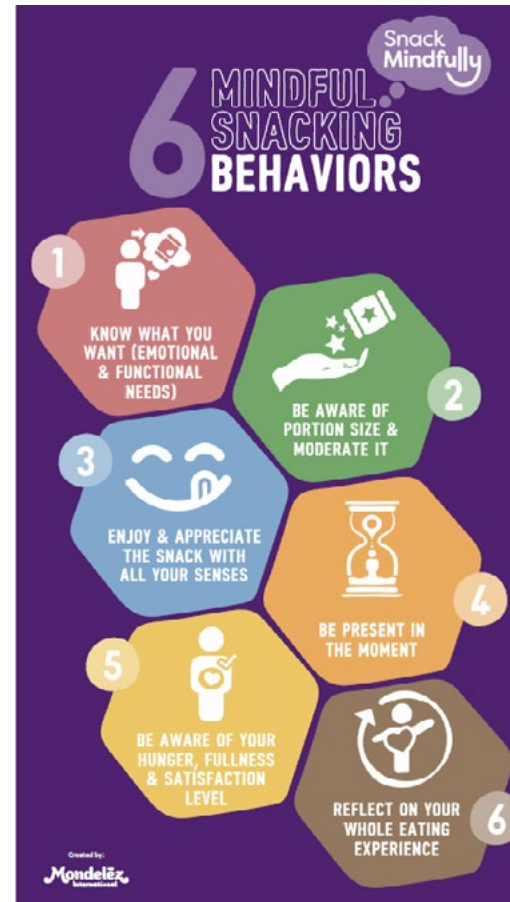 Snack
Mindfully
6
MINDFUL
SNACKING
BEHAVIORS
1
KNOW WHAT YOU
WANT (EMOTIONAL
& FUNCTIONAL
NEEDS)
2
BE AWARE OF
PORTION SIZE &
MODERATE IT
3
ENJOY & APPRECIATE
THE SNACK WITH
ALL YOUR SENSES
4
BE PRESENT IN
THE MOMENT
5
BE AWARE OF YOUR
HUNGER, FULLNESS
& SATISFACTION
LEVEL
6
REFLECT ON YOUR
WHOLE EATING
EXPERIENCE
Created by:
Mondelēz
International